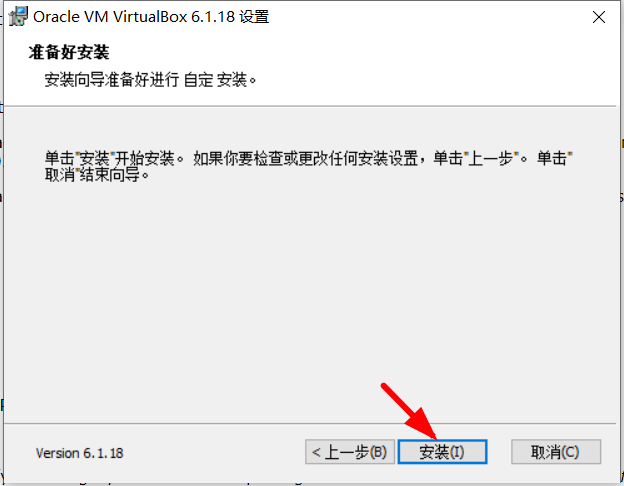 Oracle VM VirtualBox 6.1.18 设置
准备好安装
安装向导准备好进行 自定 安装。
单击"安装"开始安装。 如果你要检查或更改任何安装设置，单击"上一步"。 单击"
取消"结束向导。
Version 6.1.18
< 上一步(B)
安装(I)
取消(C)